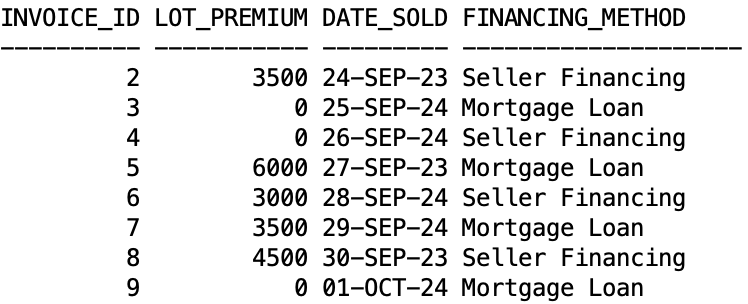 INVOICE_ID LOT_PREMIUM DATE_SOLD FINANCING_METHOD
---------- ----------- --------- --------------------
         2        3500 24-SEP-23 Seller Financing
         3           0 25-SEP-24 Mortgage Loan
         4           0 26-SEP-24 Seller Financing
         5        6000 27-SEP-23 Mortgage Loan
         6        3000 28-SEP-24 Seller Financing
         7        3500 29-SEP-24 Mortgage Loan
         8        4500 30-SEP-23 Seller Financing
         9           0 01-OCT-24 Mortgage Loan